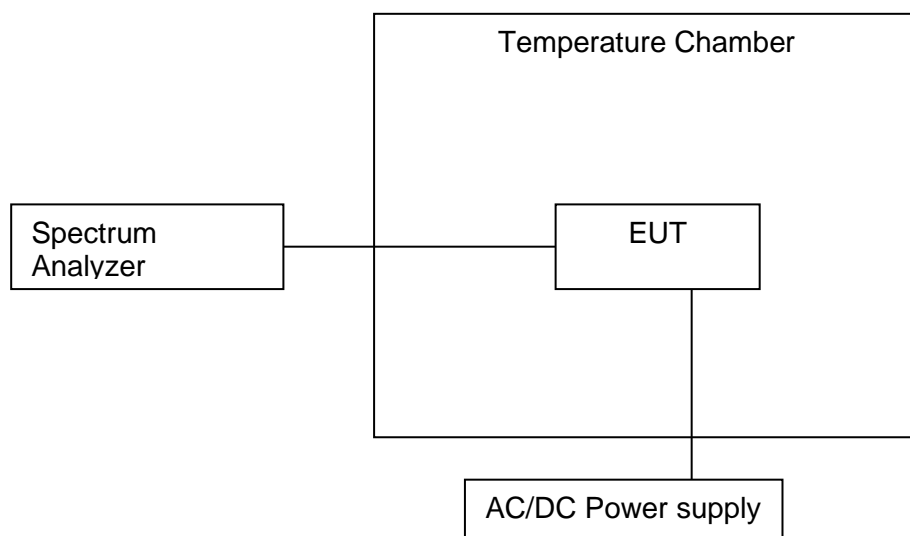 Temperature Chamber
Spectrum
Analyzer
EUT
AC/DC Power supply